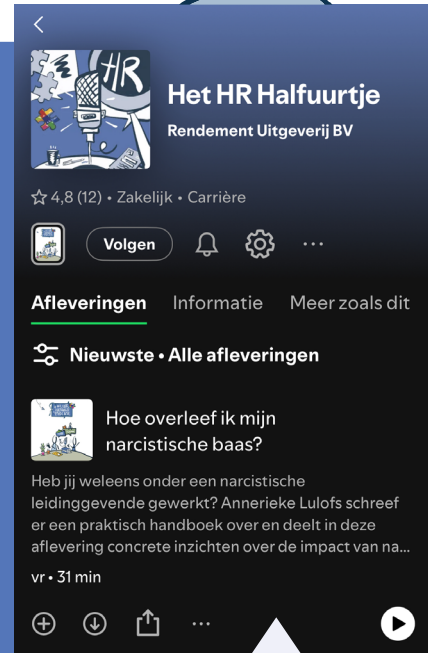 HR
Het HR Halfuurtje
Rendement Uitgeverij BV
4,8 (12) • Zakelijk • Carrière
Volgen
Afleveringen Informatie Meer zoals dit
Nieuwste • Alle afleveringen
Hoe overleef ik mijn
narcistische baas?
Heb jij weleens onder een narcistische
leidinggevende gewerkt? Annerieke Lulofs schreef
er een praktisch handboek over en deelt in deze
aflevering concrete inzichten over de impact van na...
vr • 31 min